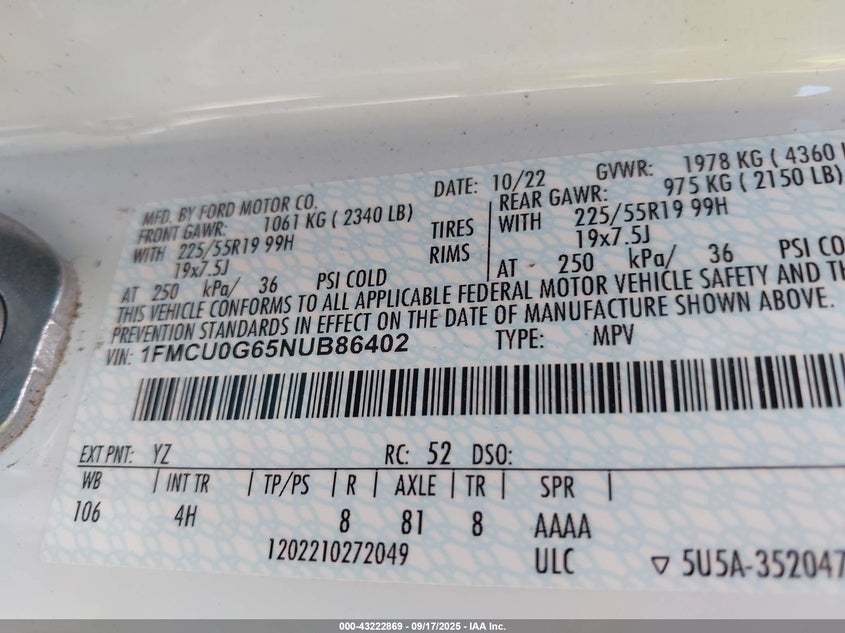 MFD. BY FORD MOTOR CO. DATE: 10/22 GVWR: 1978 KG ( 4360
FRONT GAWR: 1061 KG ( 2340 LB) REAR GAWR: 975 KG ( 2150 LB)
WITH 225/55R19 99H TIRES WITH 225/55R19 99H
19x7.5J RIMS 19x7.5J
AT 250 kPa/ 36 PSI COLD AT 250 kPa/ 36 PSI
THIS VEHICLE CONFORMS TO ALL APPLICABLE FEDERAL MOTOR VEHICLE SAFETY AND
PREVENTION STANDARDS IN EFFECT ON THE DATE OF MANUFACTURE SHOWN ABOVE.
VIN: 1FMCU0G65NUB86402 TYPE: MPV
EXT PNT: YZ RC: 52 DSO:
WB | INT TR | TP/PS | R | AXLE | TR | SPR |
106 4H 8 81 8 AAAA
1202210272049 ULC ▽ 5U5A-352047
000-43222869 - 09/17/2025 - IAA Inc.